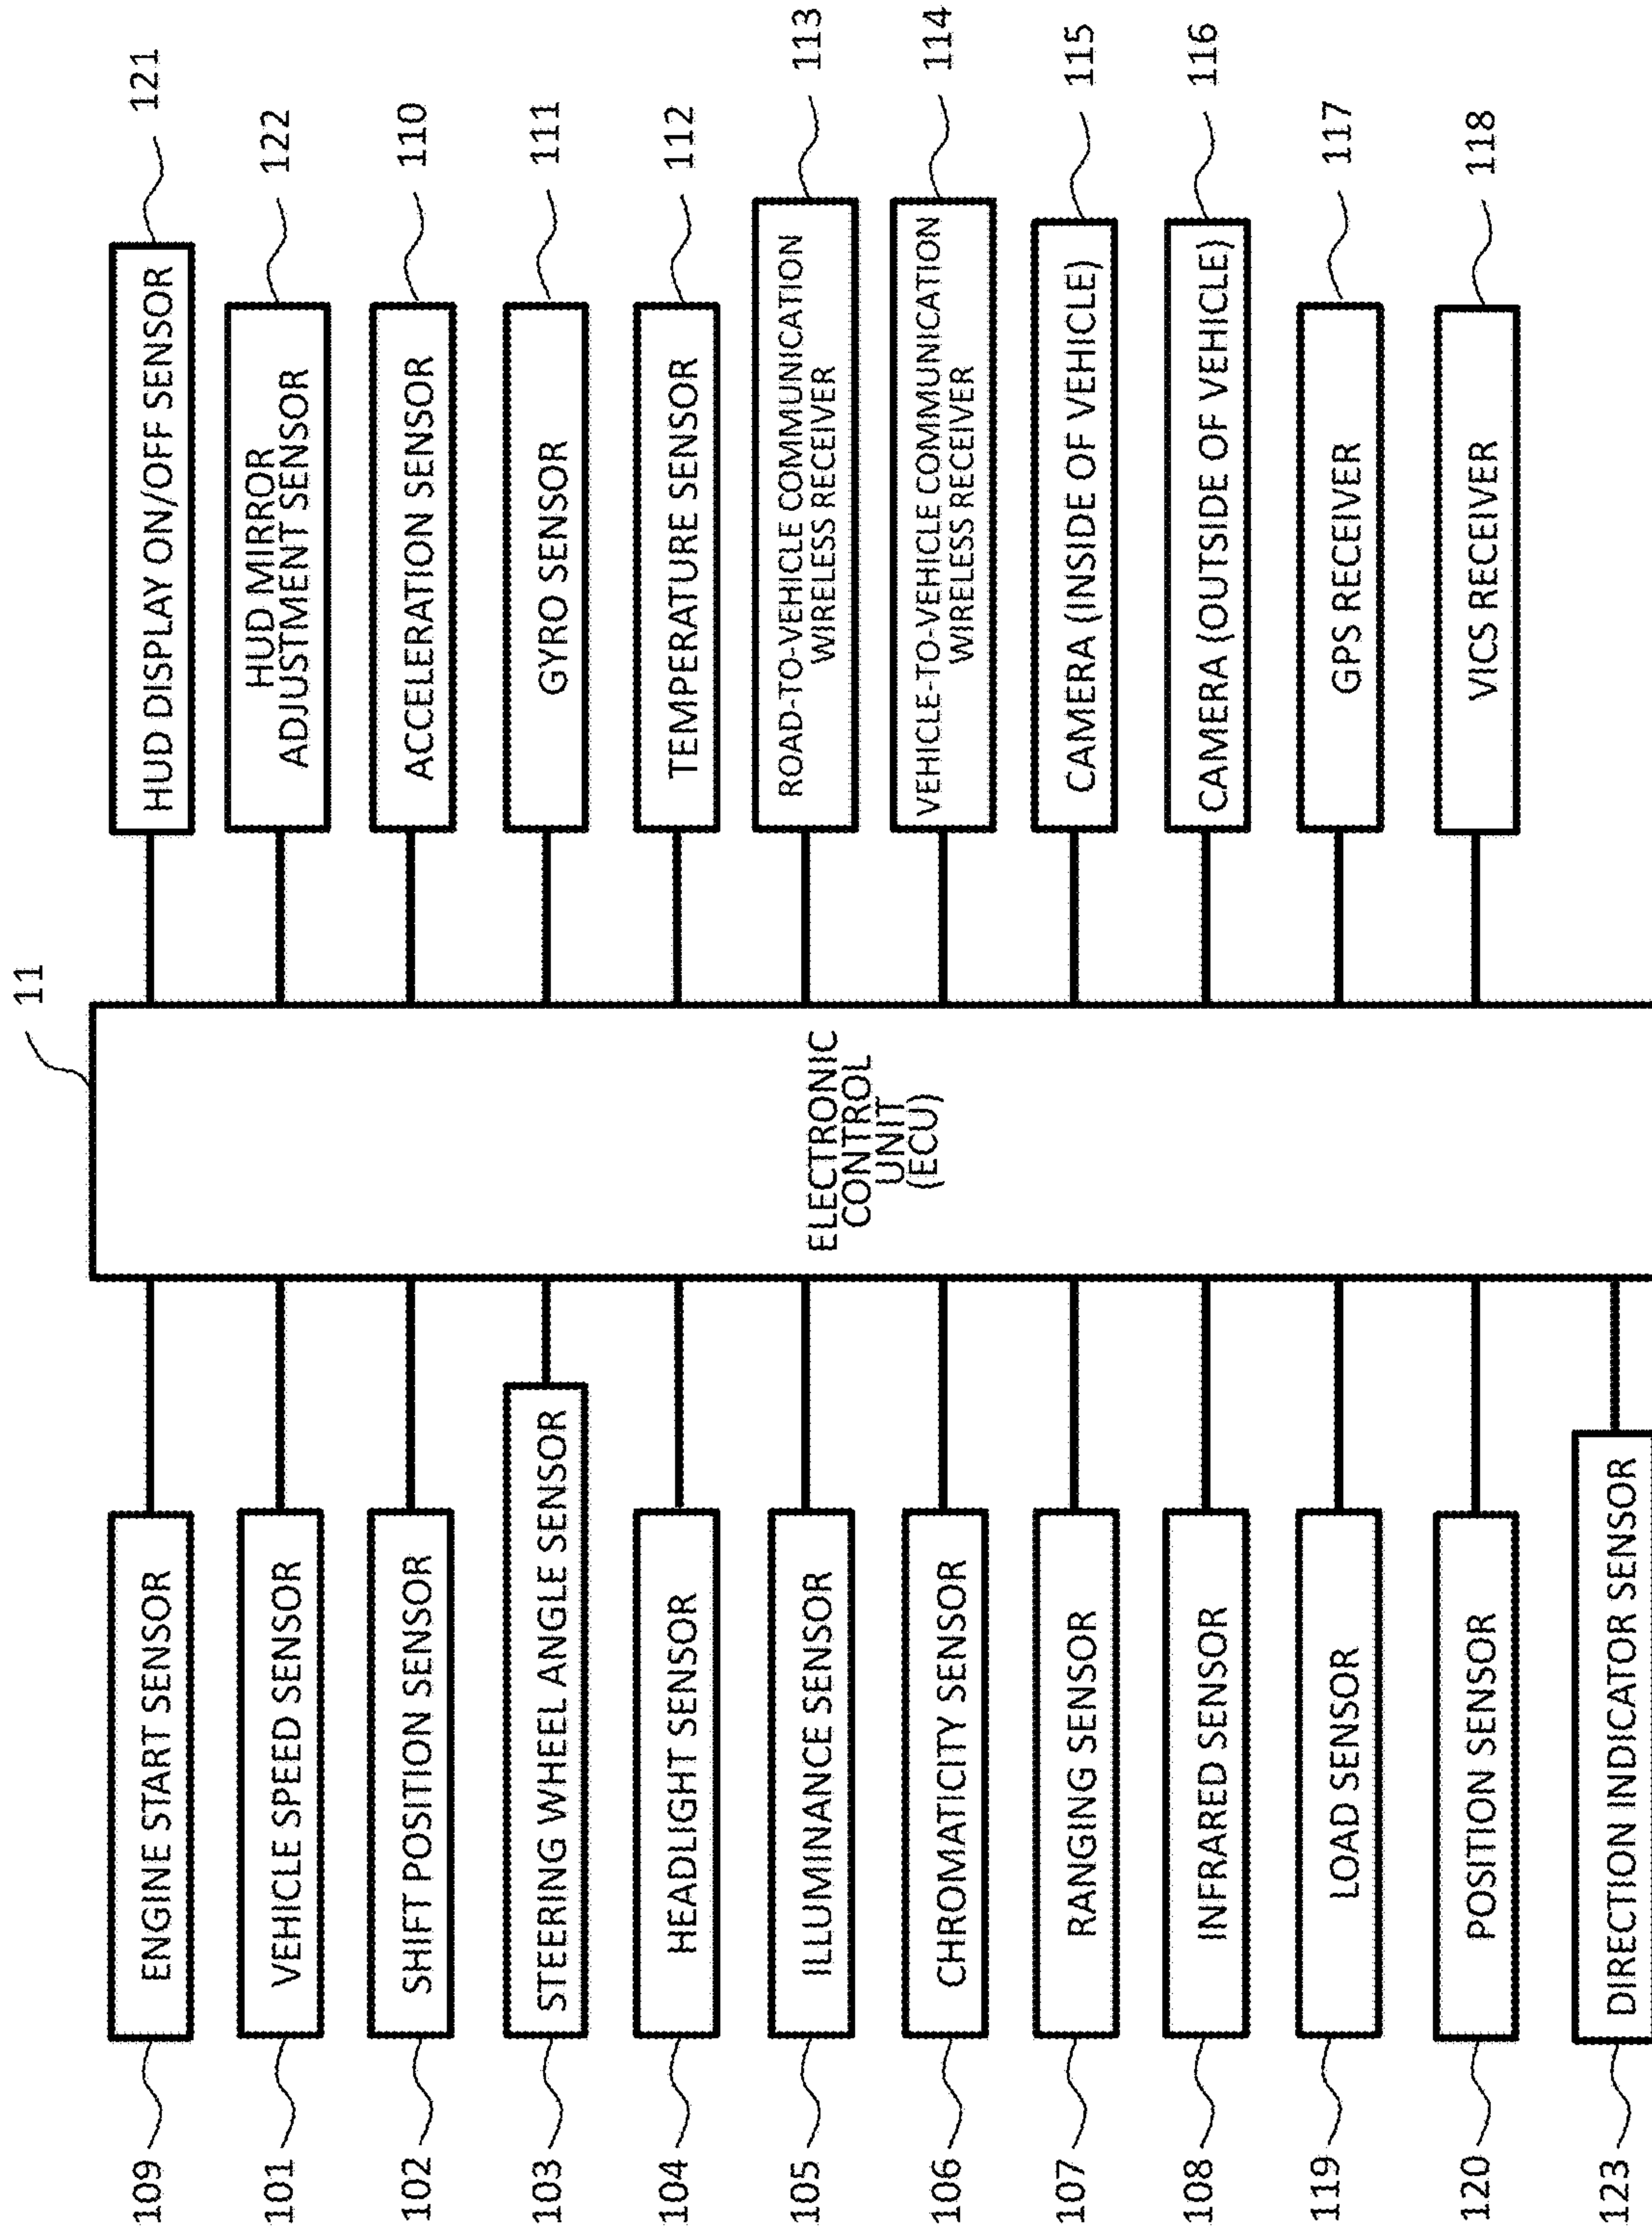 11
109
ENGINE START SENSOR
101
VEHICLE SPEED SENSOR
102
SHIFT POSITION SENSOR
103
STEERING WHEEL ANGLE SENSOR
104
HEADLIGHT SENSOR
105
ILLUMINANCE SENSOR
106
CHROMATICITY SENSOR
107
RANGING SENSOR
108
INFRARED SENSOR
119
LOAD SENSOR
120
POSITION SENSOR
123
DIRECTION INDICATOR SENSOR
ELECTRONIC
CONTROL
UNIT
(ECU)
HUD DISPLAY ON/OFF SENSOR
121
HUD MIRROR
ADJUSTMENT SENSOR
122
ACCELERATION SENSOR
110
GYRO SENSOR
111
TEMPERATURE SENSOR
112
ROAD-TO-VEHICLE COMMUNICATION
WIRELESS RECEIVER
113
VEHICLE-TO-VEHICLE COMMUNICATION
WIRELESS RECEIVER
114
CAMERA (INSIDE OF VEHICLE)
115
CAMERA (OUTSIDE OF VEHICLE)
116
GPS RECEIVER
117
VICS RECEIVER
118